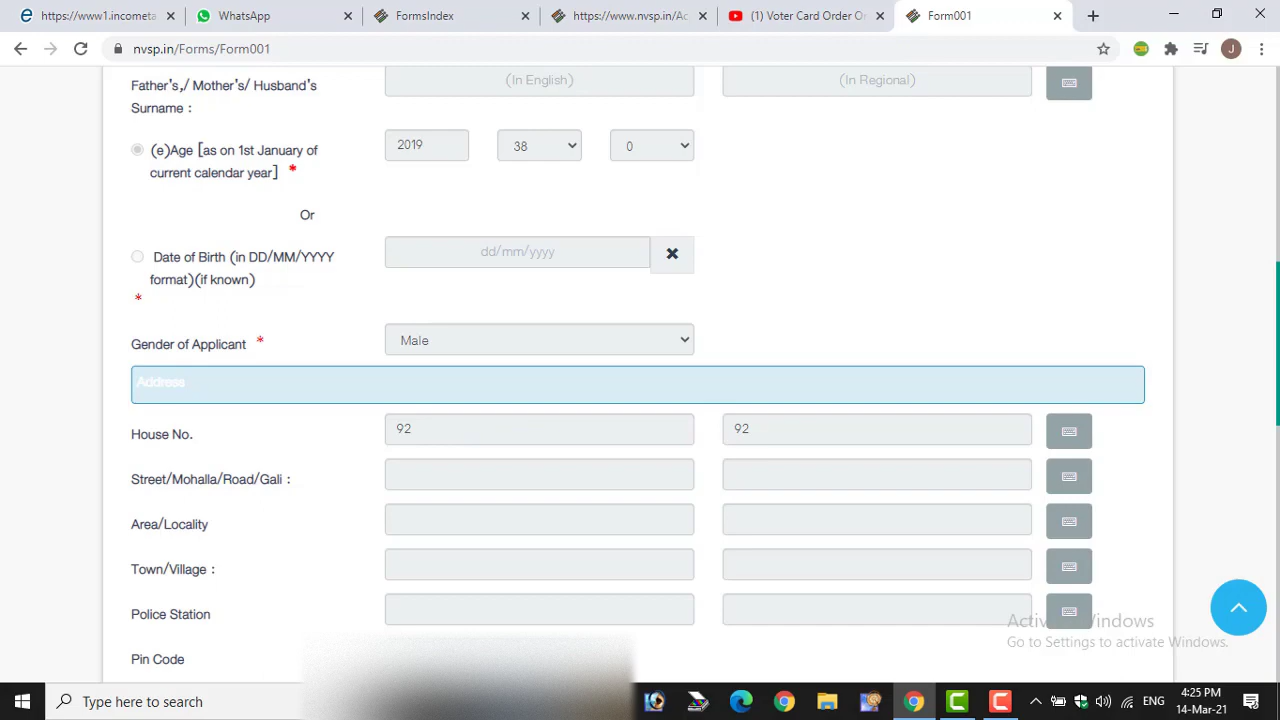 https://www1.incometa
WhatsApp
FormsIndex
https://www.nvsp.in/Ac
(1) Voter Card Order Or
Form001
nvsp.in/Forms/Form001
J
Father's,/ Mother's/ Husband's
Surname :
(In English)
(In Regional)
(e)Age [as on 1st January of
current calendar year] *
2019
38
0
Or
Date of Birth (in DD/MM/YYYY
format)(if known)
*
dd/mm/yyyy
Gender of Applicant *
Male
Address
House No.
92
92
Street/Mohalla/Road/Gali :
Area/Locality
Town/Village :
Police Station
Pin Code
Activate Windows
Go to Settings to activate Windows.
Type here to search
ENG
4:25 PM
14-Mar-21